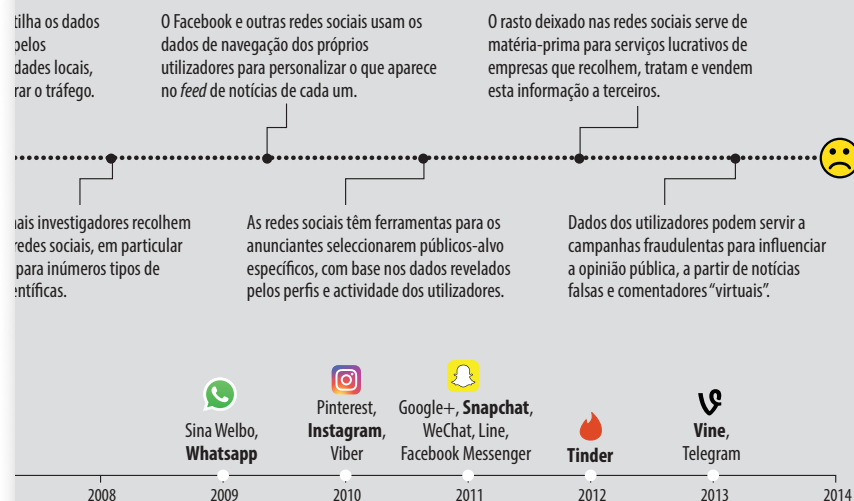 tilha os dados
pelos
dades locais,
rar o tráfego.
O Facebook e outras redes sociais usam os
dados de navegação dos próprios
utilizadores para personalizar o que aparece
no feed de notícias de cada um.
O rasto deixado nas redes sociais serve de
matéria-prima para serviços lucrativos de
empresas que recolhem, tratam e vendem
esta informação a terceiros.
nais investigadores recolhem
redes sociais, em particular
para inúmeros tipos de
entíficas.
As redes sociais têm ferramentas para os
anunciantes seleccionarem públicos-alvo
específicos, com base nos dados revelados
pelos perfis e actividade dos utilizadores.
Dados dos utilizadores podem servir a
campanhas fraudulentas para influenciar
a opinião pública, a partir de notícias
falsas e comentadores “virtuais”.
Sina Welbo,
Whatsapp
Pinterest,
Instagram,
Viber
Google+, Snapchat,
WeChat, Line,
Facebook Messenger
Tinder
Vine,
Telegram
2008 2009 2010 2011 2012 2013 2014